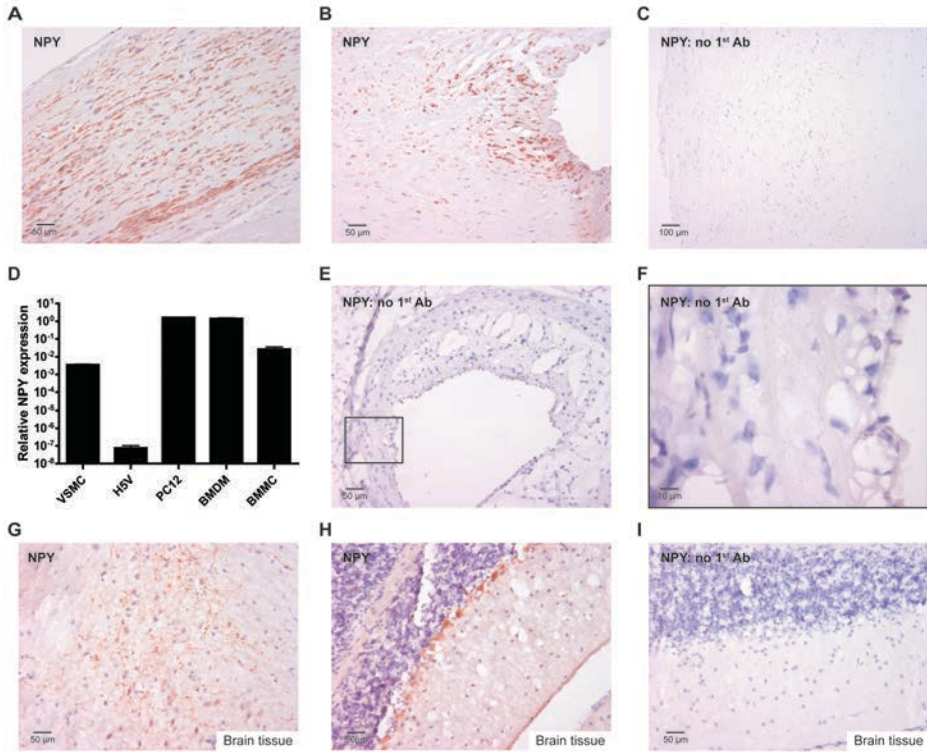 A
NPY
50 µm
B
NPY
50 µm
C
NPY: no 1st Ab
100 µm
D
Relative NPY expression
10¹
10⁰
10⁻¹
10⁻²
10⁻³
10⁻⁴
10⁻⁵
10⁻⁶
10⁻⁷
10⁻⁸
VSMC
H5V
PC12
BMDM
BMMC
E
NPY: no 1st Ab
50 µm
F
NPY: no 1st Ab
10 µm
G
NPY
50 µm
Brain tissue
H
NPY
50 µm
Brain tissue
I
NPY: no 1st Ab
50 µm
Brain tissue